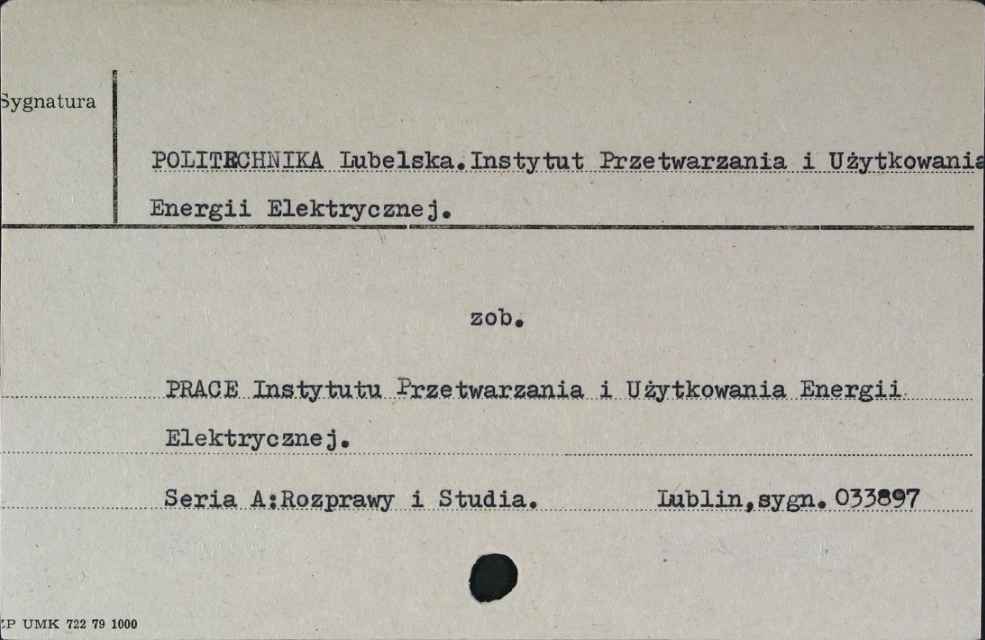 Sygnatura
POLITECHNIKA Lubelska.Instytut Przetwarzania i Użytkowania
Energii Elektrycznej.
zob.
PRACE Instytutu Przetwarzania i Użytkowania Energii
Elektrycznej.
Seria A:Rozprawy i Studia. Lublin,sygn. 033897
UMK 722 79 1000